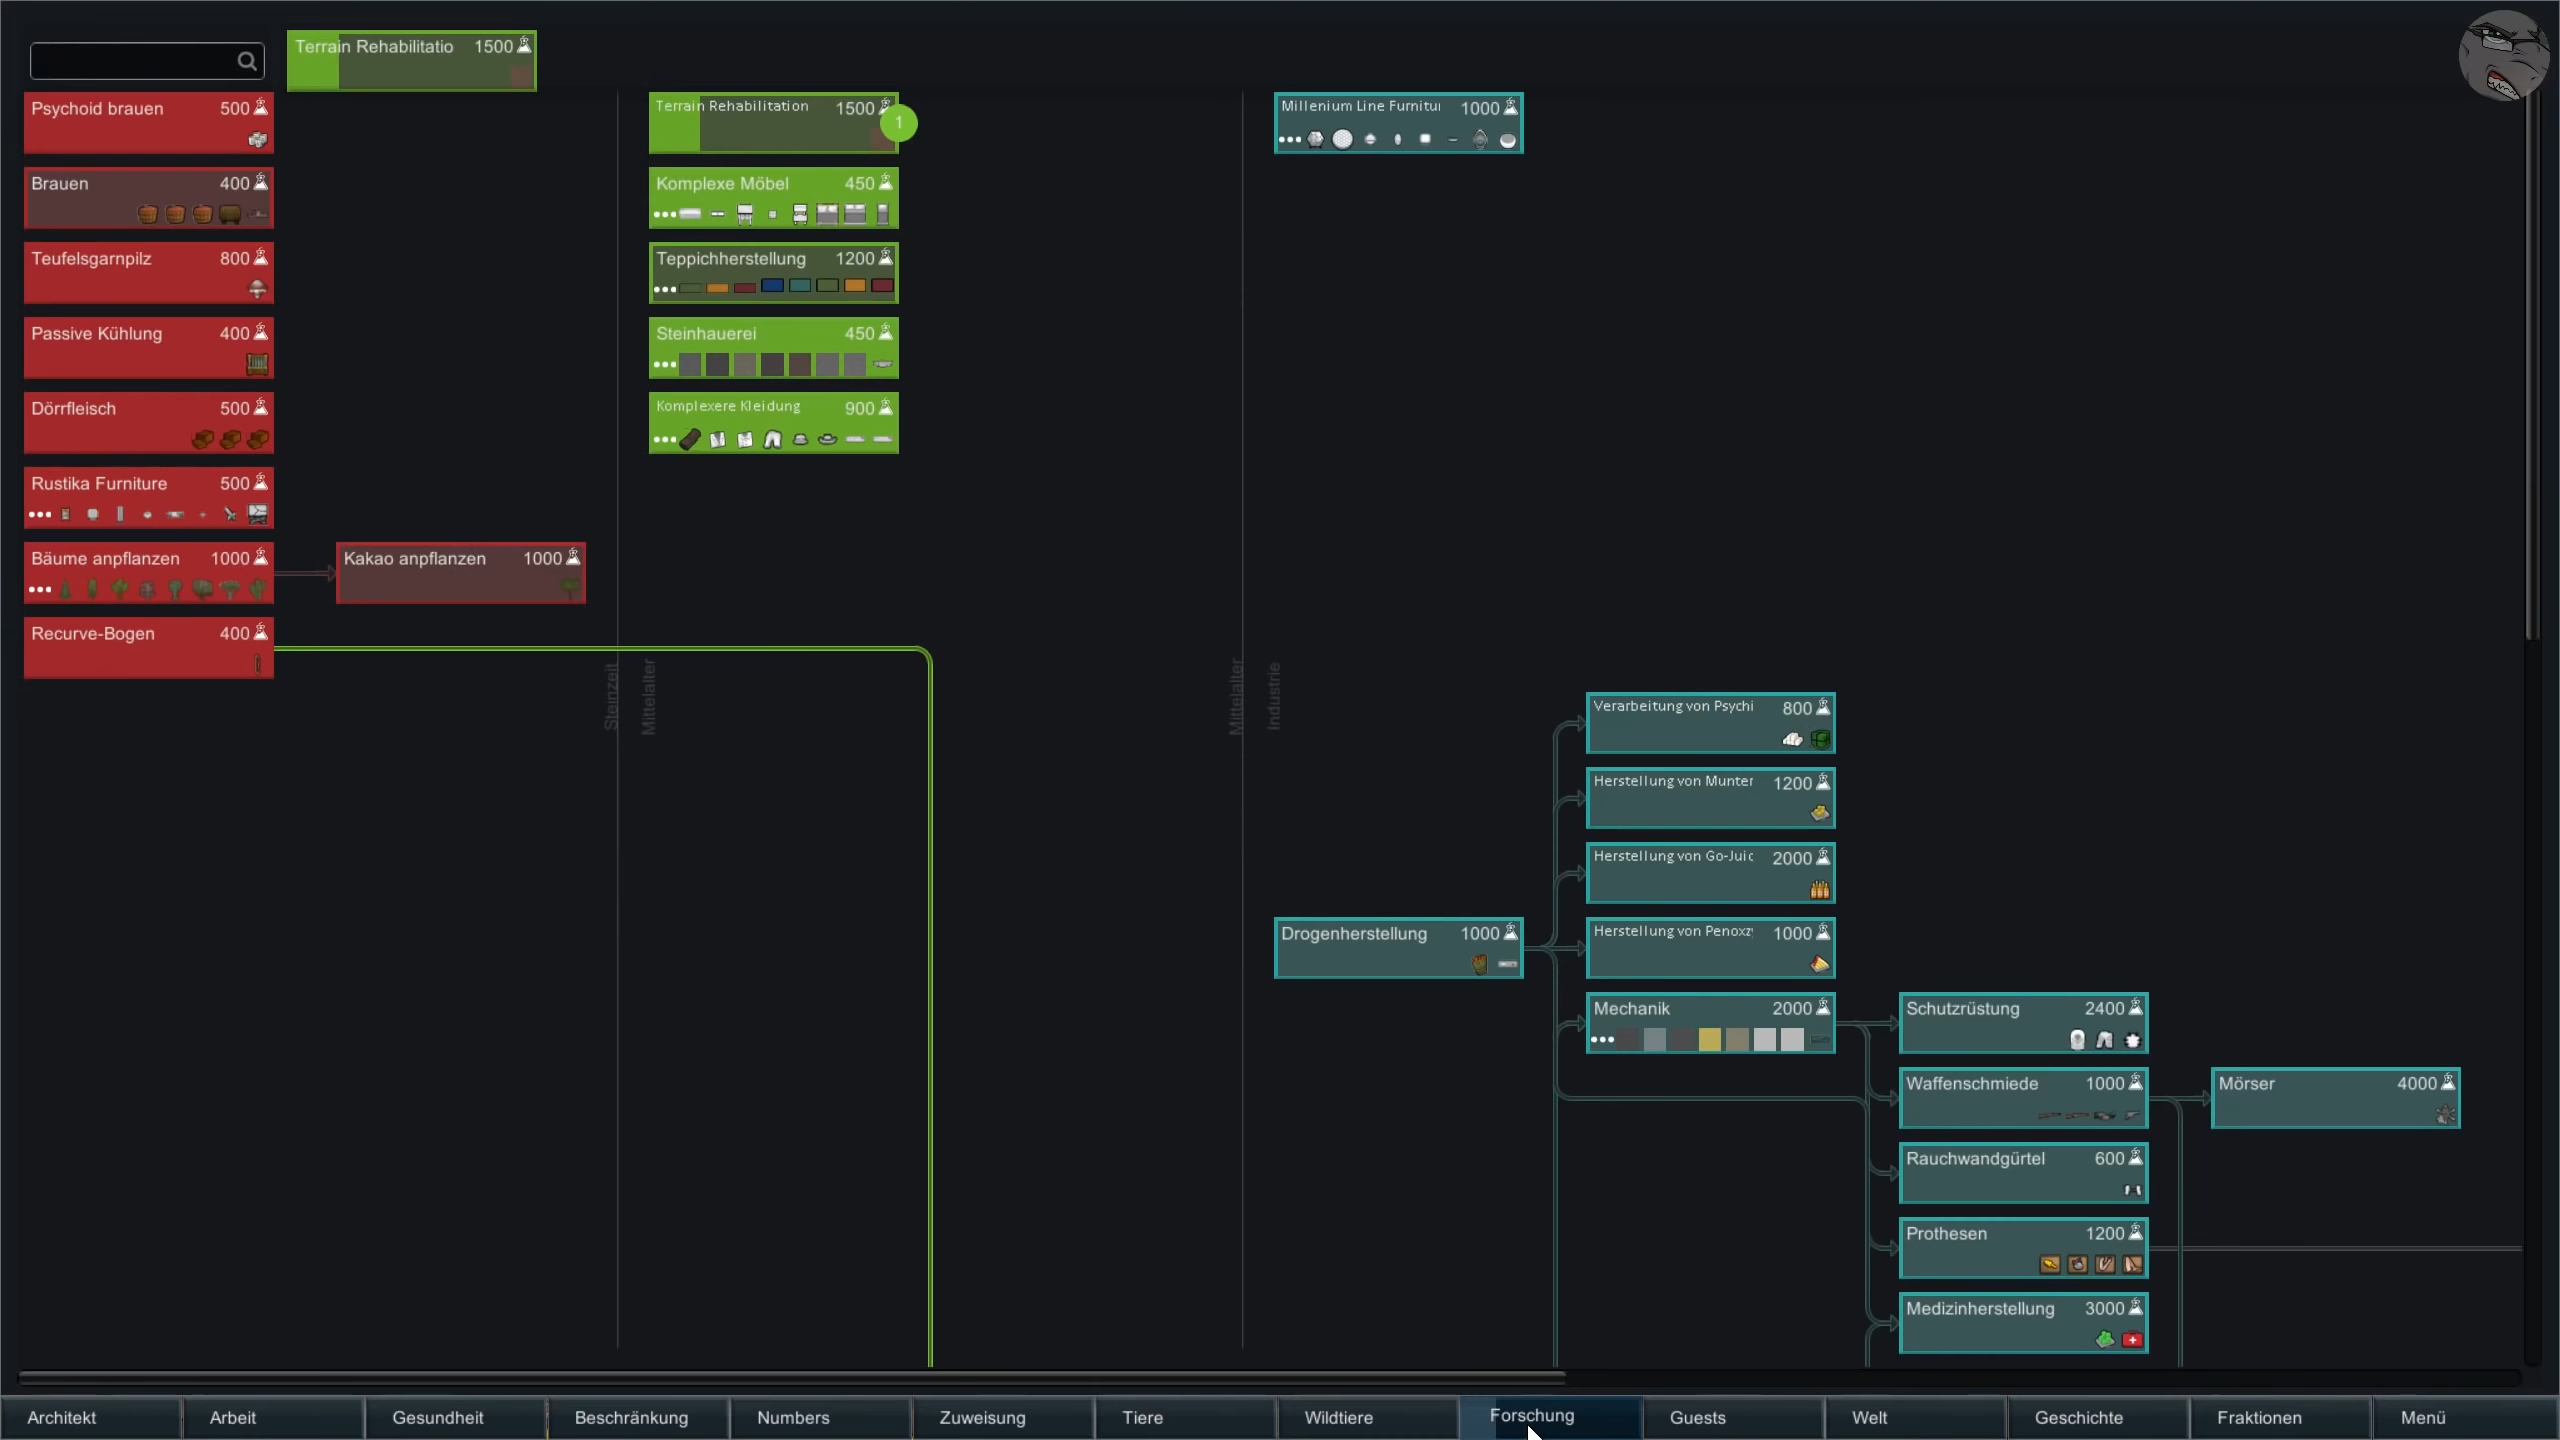 Terrain Rehabilitatio 1500
Psychoid brauen 500
Terrain Rehabilitation 1500
1
Millenium Line Furnitu 1000
Brauen 400
Komplexe Möbel 450
Teufelsgarnpilz 800
Teppichherstellung 1200
Passive Kühlung 400
Steinhauerei 450
Dörrfleisch 500
Komplexere Kleidung 900
Rustika Furniture 500
Bäume anpflanzen 1000
Kakao anpflanzen 1000
Recurve-Bogen 400
Steinzeit
Mittelalter
Mittelalter
Industrie
Verarbeitung von Psychi 800
Herstellung von Munter 1200
Herstellung von Go-Juic 2000
Drogenherstellung 1000
Herstellung von Penoxz 1000
Mechanik 2000
Schutzrüstung 2400
Waffenschmiede 1000
Mörser 4000
Rauchwandgürtel 600
Prothesen 1200
Medizinherstellung 3000
Architekt
Arbeit
Gesundheit
Beschränkung
Numbers
Zuweisung
Tiere
Wildtiere
Forschung
Guests
Welt
Geschichte
Fraktionen
Menü